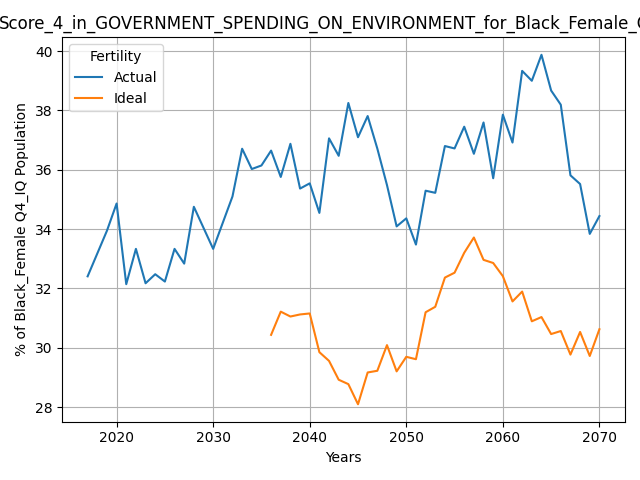 Score_4_in_GOVERNMENT_SPENDING_ON_ENVIRONMENT_for_Black_Female_
Fertility
Actual
Ideal
% of Black_Female Q4_IQ Population
40
38
36
34
32
30
28
2020 2030 2040 2050 2060 2070
Years